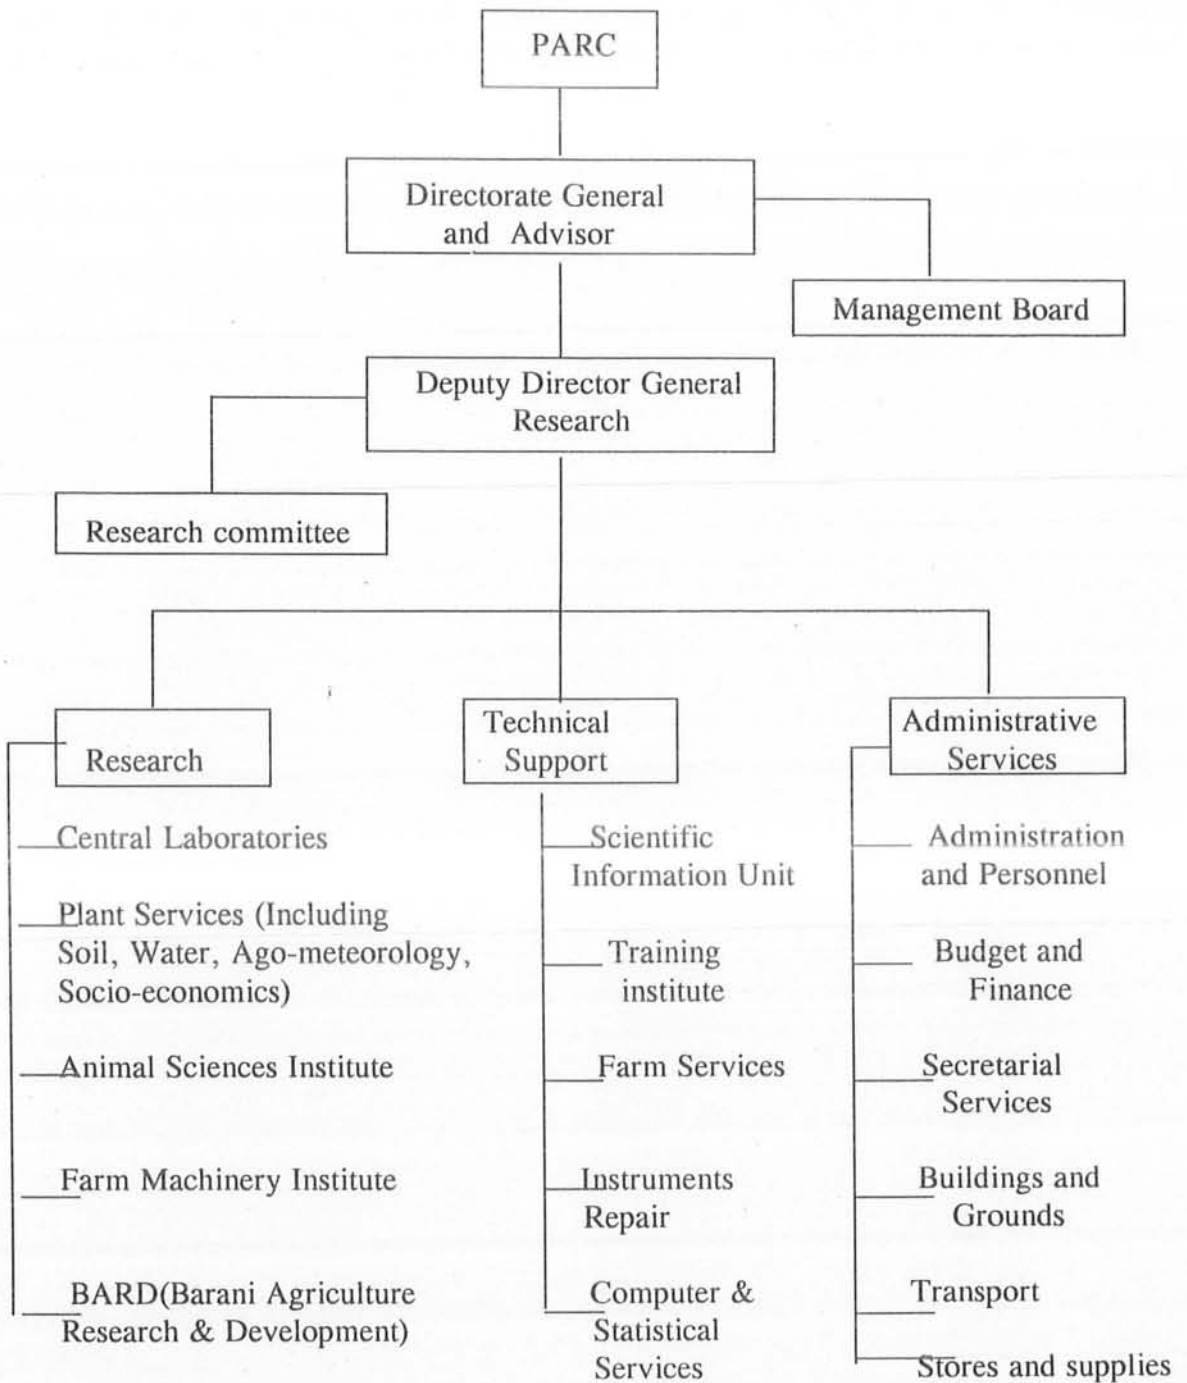 PARC
Directorate General
and Advisor
Management Board
Deputy Director General
Research
Research committee
Research
Central Laboratories
Plant Services (Including
Soil, Water, Ago-meteorology,
Socio-economics)
Animal Sciences Institute
Farm Machinery Institute
BARD(Barani Agriculture
Research & Development)
Technical
Support
Scientific
Information Unit
Training
institute
Farm Services
Instruments
Repair
Computer &
Statistical
Services
Administrative
Services
Administration
and Personnel
Budget and
Finance
Secretarial
Services
Buildings and
Grounds
Transport
Stores and supplies